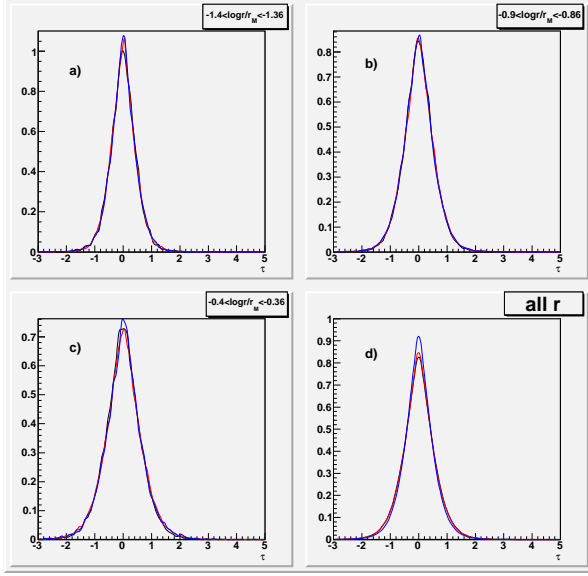 -1.4<logr/r_M<-1.36
a)
1
0.8
0.6
0.4
0.2
0
-3 -2 -1 0 1 2 3 4 5
τ
-0.9<logr/r_M<-0.86
b)
0.8
0.7
0.6
0.5
0.4
0.3
0.2
0.1
0
-3 -2 -1 0 1 2 3 4 5
τ
-0.4<logr/r_M<-0.36
c)
0.7
0.6
0.5
0.4
0.3
0.2
0.1
0
-3 -2 -1 0 1 2 3 4 5
τ
all r
d)
1
0.9
0.8
0.7
0.6
0.5
0.4
0.3
0.2
0.1
0
-3 -2 -1 0 1 2 3 4 5
τ